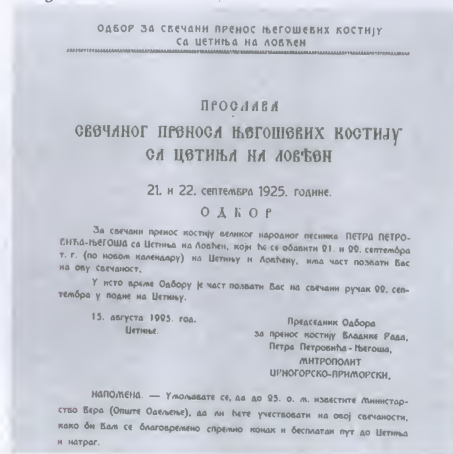 ОДБОР ЗА СВЕЧАНИ ПРЕНОС ЊЕГОШЕВИХ КОСТИЈУ
СА ЦЕТИЊА НА ЛОВЋЕН
ПРОСЛАВА
СВЕЧАНОГ ПРЕНОСА ЊЕГОШЕВИХ КОСТИЈУ
СА ЦЕТИЊА НА ЛОВЋЕН
21. и 22. септембра 1925. године.
ОДБОР
За свечани пренос костију великог народног песника ПЕТРА ПЕТРО-
ВИЋА-ЊЕГОША са Цетиња на Ловћен, који ће се обавити 21. и 22. септембра
т. г. (по новом календару) на Цетињу и Ловћену, има част позвати Вас
на ову свечаност.
У исто време Одбору је част позвати Вас на свечани ручак 22. сеп-
тембра у подне на Цетињу.
15. августа 1925. год.
Цетиње.
Председник Одбора
за пренос костију Владике Рада,
Петра Петровића - Његоша,
МИТРОПОЛИТ
ЦРНОГОРСКО-ПРИМОРСКИ,
НАПОМЕНА. — Умољавате се, да до 25. о. м. известите Министар-
ство Вера (Опште Одељење), да ли ћете учествовати на овој свечаности,
како би Вам се благовремено спремио конак и бесплатан пут до Цетиња
и натраг.